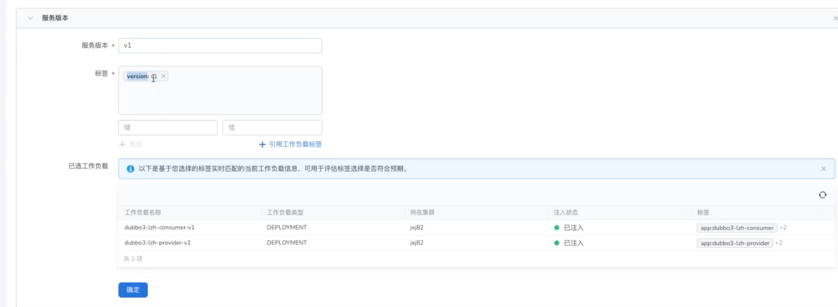 服务版本
服务版本 * v1
标签 * version:
键 值
添加 引用工作负载标签
已选工作负载 以下是基于您选择的标签实时匹配的当前工作负载信息，可用于评估标签选择是否符合预期。
工作负载名称 工作负载类型 所在集群 注入状态 标签
dubbo3-lzh-consumer-v1 DEPLOYMENT jxj82 已注入 app:dubbo3-lzh-consumer +2
dubbo3-lzh-provider-v1 DEPLOYMENT jxj82 已注入 app:dubbo3-lzh-provider +2
共 2 项
确定